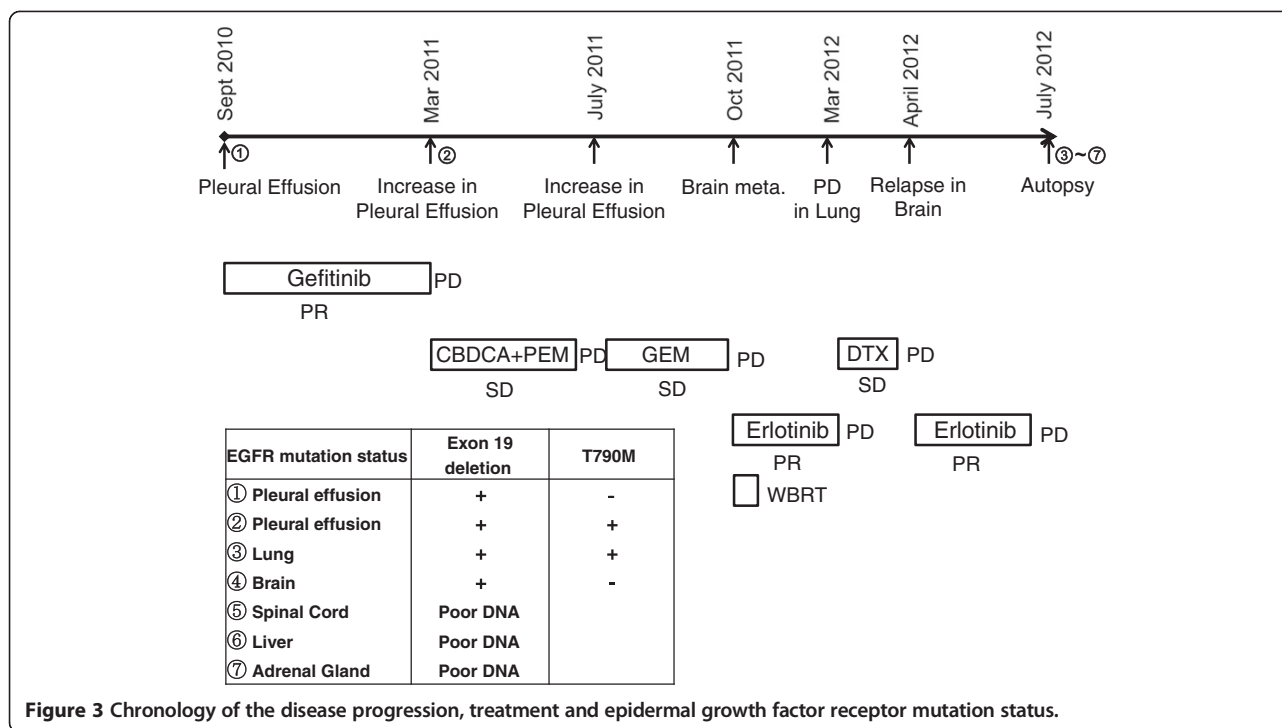 Sept 2010
Mar 2011
July 2011
Oct 2011
Mar 2012
April 2012
July 2012
①
②
③~⑦
Pleural Effusion
Increase in
Pleural Effusion
Increase in
Pleural Effusion
Brain meta.
PD
in Lung
Relapse in
Brain
Autopsy
Gefitinib PD
PR
CBDCA+PEM PD GEM PD DTX PD
SD SD SD
Erlotinib PD Erlotinib PD
PR PR
WBRT
EGFR mutation status Exon 19 deletion T790M
① Pleural effusion + -
② Pleural effusion + +
③ Lung + +
④ Brain + -
⑤ Spinal Cord Poor DNA
⑥ Liver Poor DNA
⑦ Adrenal Gland Poor DNA
Figure 3 Chronology of the disease progression, treatment and epidermal growth factor receptor mutation status.